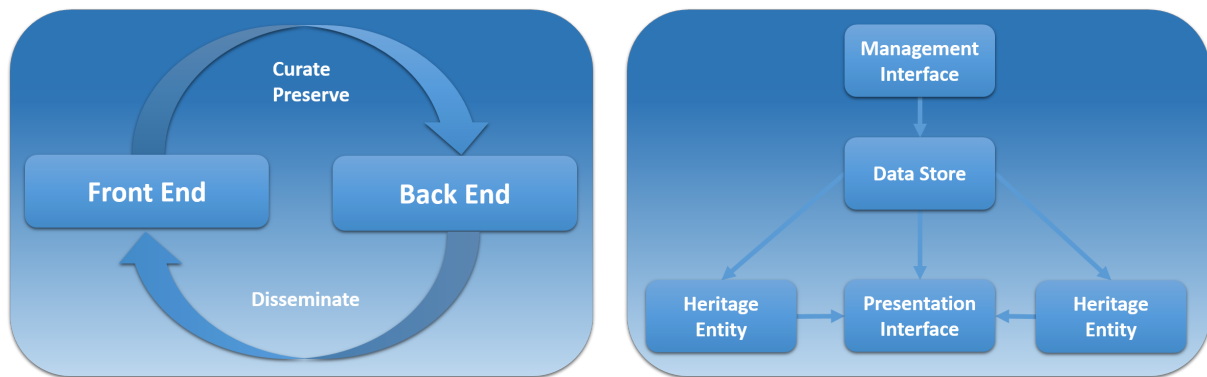 Curate
Preserve
Front End
Back End
Disseminate
Management
Interface
Data Store
Heritage
Entity
Presentation
Interface
Heritage
Entity